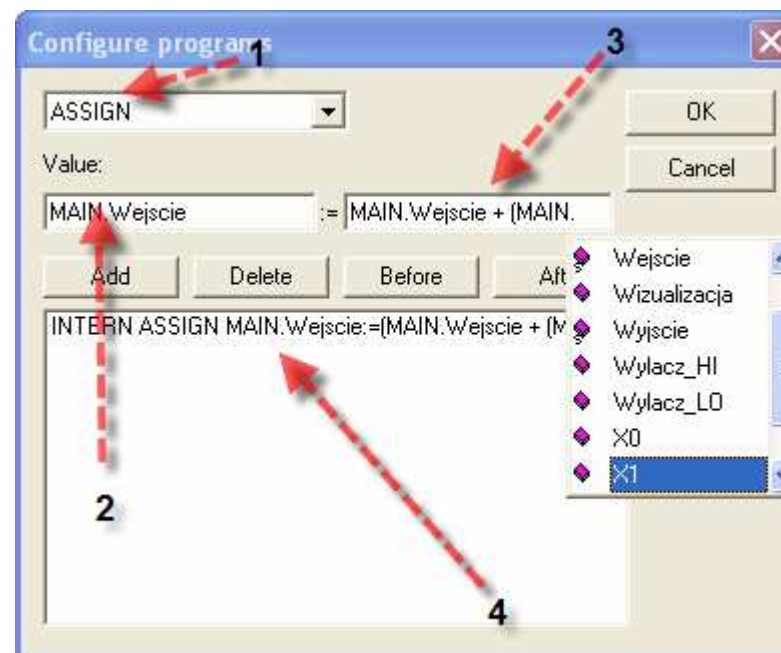 Configure programs
1
3
ASSIGN
OK
Value:
Cancel
MAIN.Wejscie := MAIN.Wejscie + (MAIN.
Add Delete Before
Wejscie
Wizualizacja
INTERN ASSIGN MAIN.Wejscie:=(MAIN.Wejscie + (M
Wyjscie
Wylacz_HI
Wylacz_LO
X0
X1
2
4